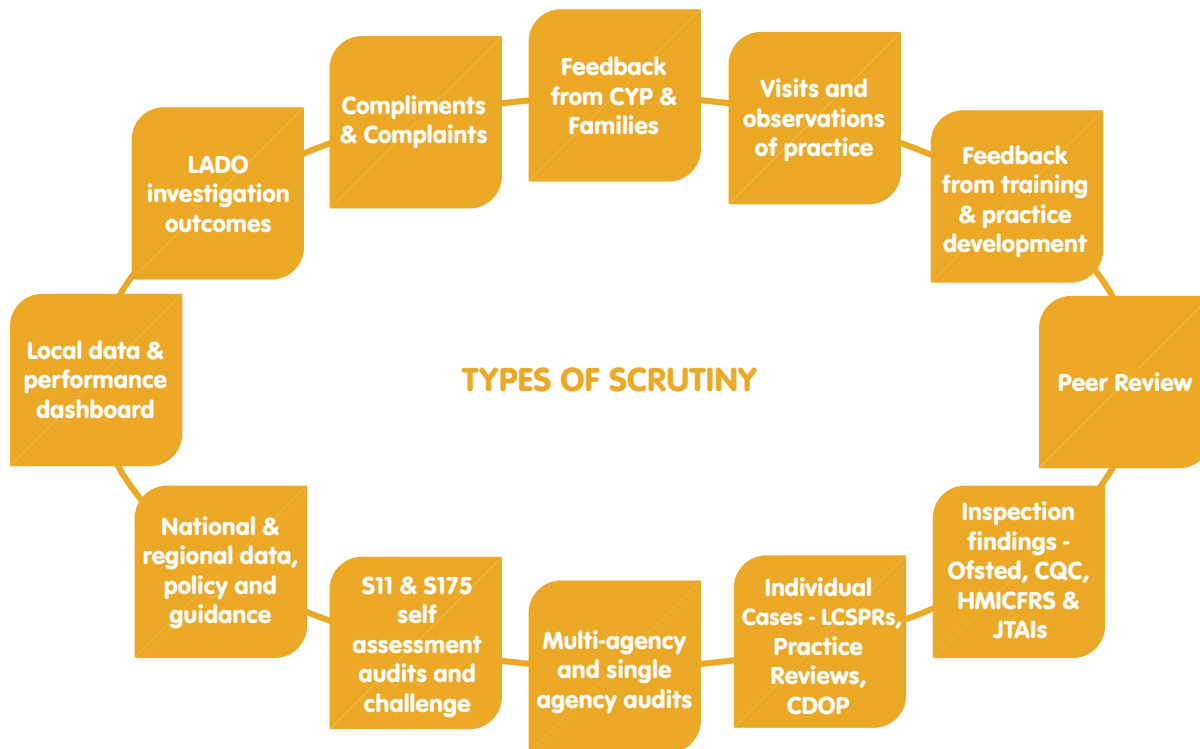 Feedback
from CYP &
Families
Visits and
observations
of practice
Feedback
from training
& practice
development
Peer Review
Inspection
findings -
Ofsted, CQC,
HMICFRS &
JTAIs
Individual
Cases - LCSPRs,
Practice
Reviews,
CDOP
Multi-agency
and single
agency audits
S11 & S175
self
assessment
audits and
challenge
National &
regional data,
policy and
guidance
Local data &
performance
dashboard
LADO
investigation
outcomes
Compliments
& Complaints
TYPES OF SCRUTINY